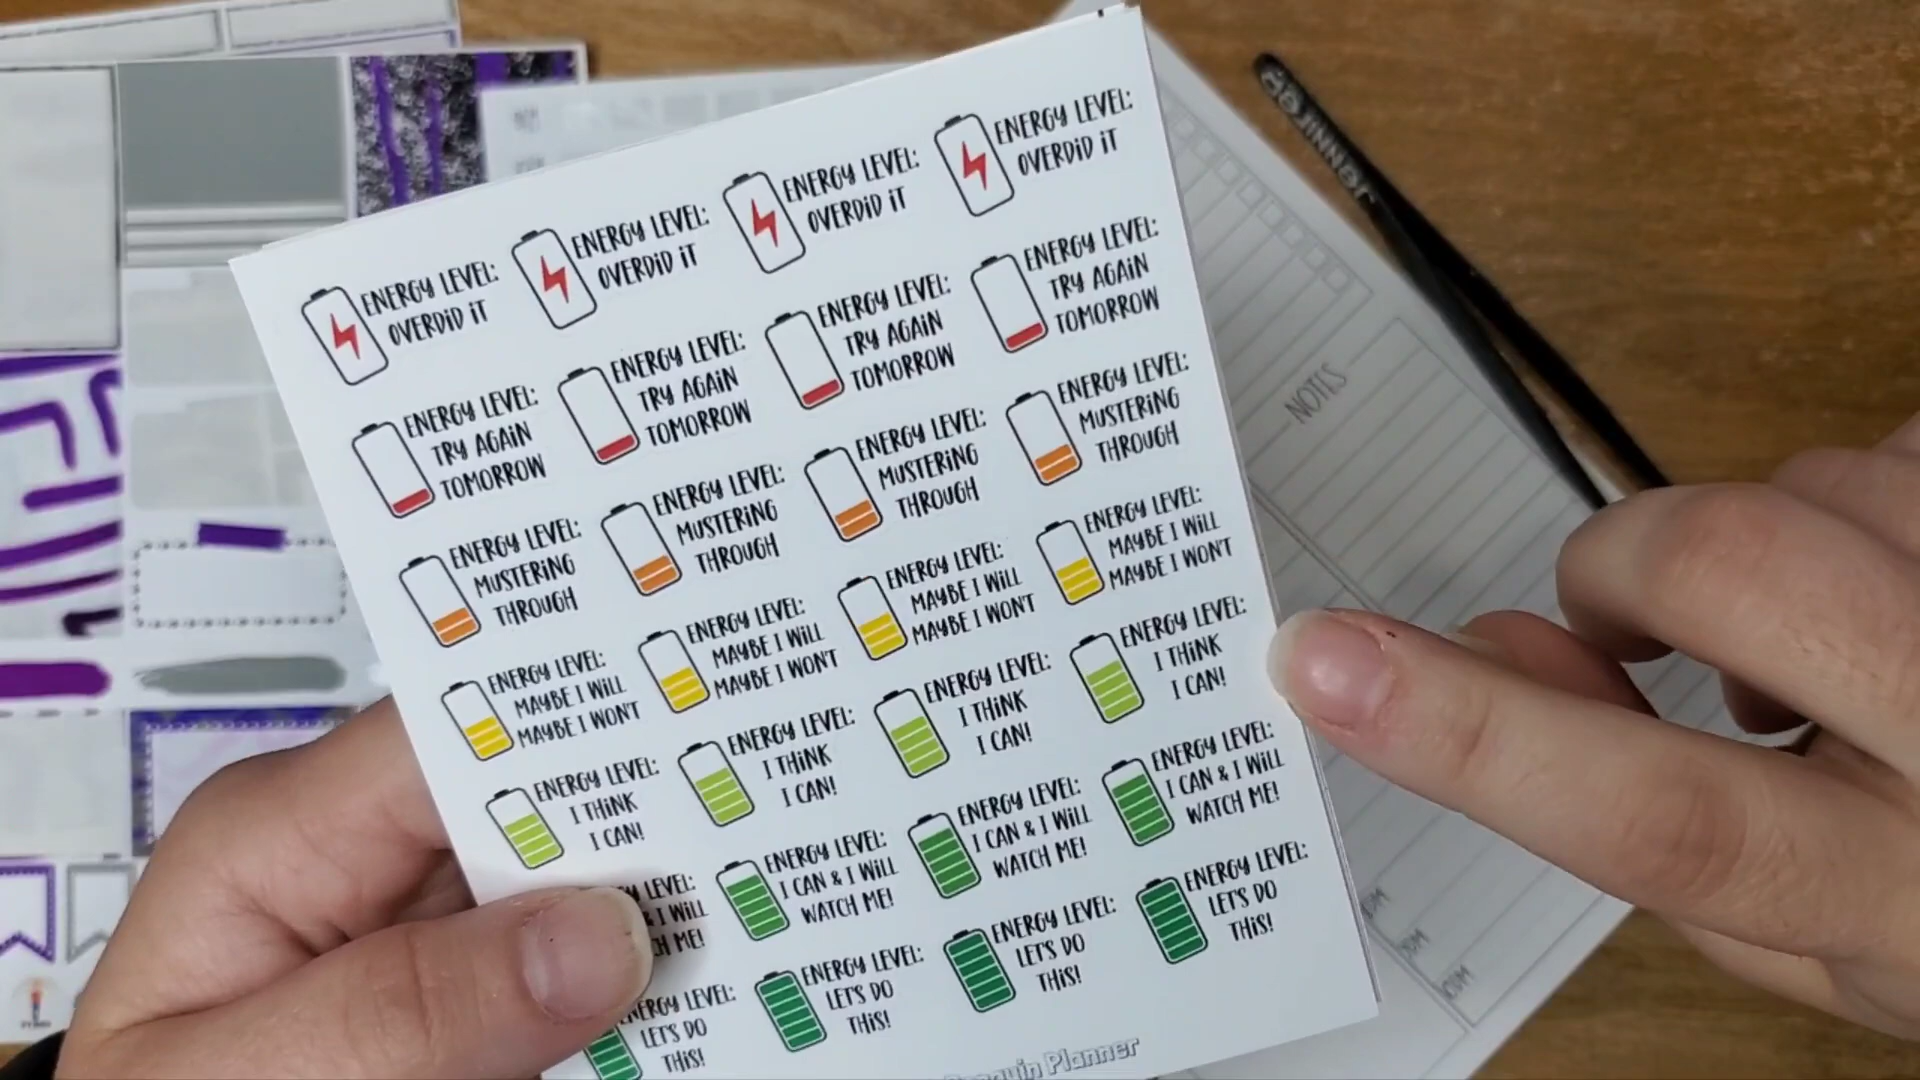 ENERGY LEVEL:
OVERDID IT
ENERGY LEVEL:
OVERDID IT
ENERGY LEVEL:
OVERDID IT
ENERGY LEVEL:
OVERDID IT
ENERGY LEVEL:
TRY AGAIN
TOMORROW
ENERGY LEVEL:
TRY AGAIN
TOMORROW
ENERGY LEVEL:
TRY AGAIN
TOMORROW
ENERGY LEVEL:
TRY AGAIN
TOMORROW
ENERGY LEVEL:
MUSTERING
THROUGH
ENERGY LEVEL:
MUSTERING
THROUGH
ENERGY LEVEL:
MUSTERING
THROUGH
ENERGY LEVEL:
MUSTERING
THROUGH
ENERGY LEVEL:
MAYBE I WILL
MAYBE I WON'T
ENERGY LEVEL:
MAYBE I WILL
MAYBE I WON'T
ENERGY LEVEL:
MAYBE I WILL
MAYBE I WON'T
ENERGY LEVEL:
MAYBE I WILL
MAYBE I WON'T
ENERGY LEVEL:
I THINK
I CAN!
ENERGY LEVEL:
I THINK
I CAN!
ENERGY LEVEL:
I THINK
I CAN!
ENERGY LEVEL:
I THINK
I CAN!
LEVEL:
& I WILL
ME!
ENERGY LEVEL:
I CAN & I WILL
WATCH ME!
ENERGY LEVEL:
I CAN & I WILL
WATCH ME!
ENERGY LEVEL:
I CAN & I WILL
WATCH ME!
ENERGY LEVEL:
LET'S DO
THIS!
ENERGY LEVEL:
LET'S DO
THIS!
ENERGY LEVEL:
LET'S DO
THIS!
ENERGY LEVEL:
LET'S DO
THIS!
Planner
NOTES